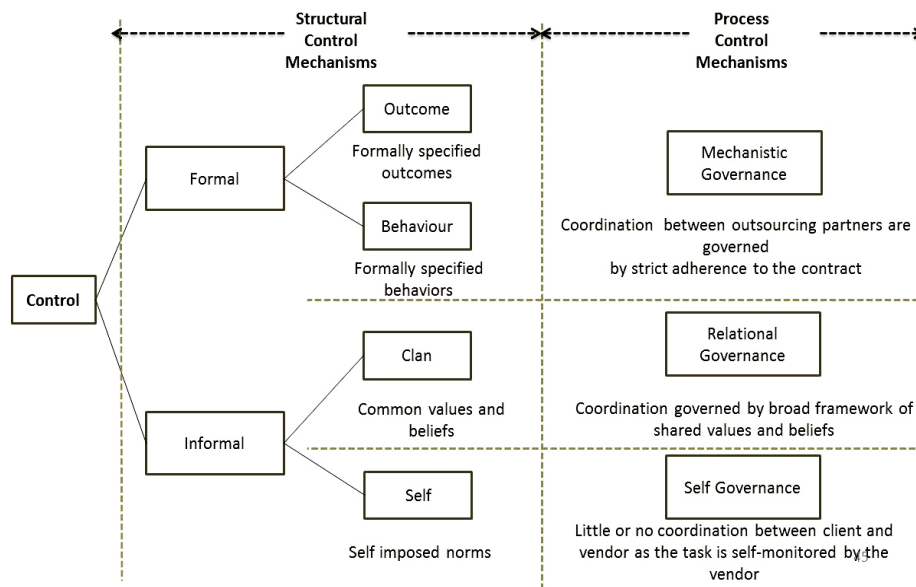 Structural
Control
Mechanisms
Process
Control
Mechanisms
Outcome
Formally specified
outcomes
Formal
Behaviour
Formally specified
behaviors
Mechanistic
Governance
Coordination between outsourcing partners are
governed
by strict adherence to the contract
Control
Clan
Common values and
beliefs
Relational
Governance
Coordination governed by broad framework of
shared values and beliefs
Informal
Self
Self imposed norms
Self Governance
Little or no coordination between client and
vendor as the task is self-monitored by the
vendor
45